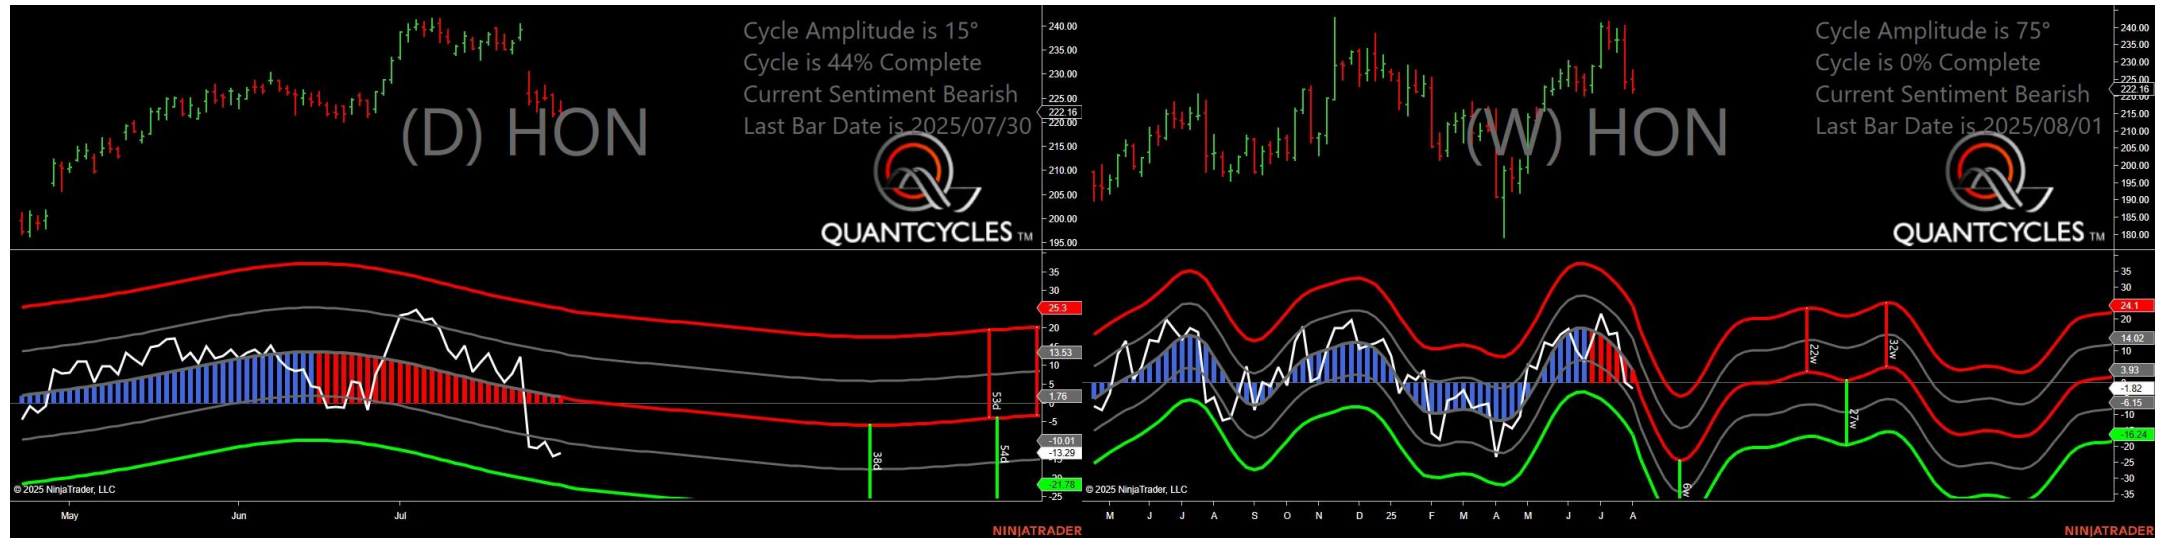 Cycle Amplitude is 15°
Cycle is 44% Complete
Current Sentiment Bearish
Last Bar Date is 2025/07/30
(D) HON
QUANTCYCLES TM
240.00
235.00
230.00
225.00
222.16
220.00
215.00
210.00
205.00
200.00
195.00
35
30
25.3
20
15
13.53
10
5
1.76
0
-5
-10.01
-13.29
-21.78
-25
38d
53d
54d
© 2025 NinjaTrader, LLC
May
Jun
Jul
NINJATRADER
Cycle Amplitude is 75°
Cycle is 0% Complete
Current Sentiment Bearish
Last Bar Date is 2025/08/01
(W) HON
QUANTCYCLES TM
240.00
235.00
230.00
225.00
222.16
220.00
215.00
210.00
205.00
200.00
195.00
190.00
185.00
180.00
35
30
24.1
20
14.02
10
3.93
-1.82
-6.15
-10
-16.24
-20
-25
-30
-35
6w
22w
27w
32w
© 2025 NinjaTrader, LLC
M
J
J
A
S
O
N
D
25
F
M
A
M
J
J
A
NINJATRADER